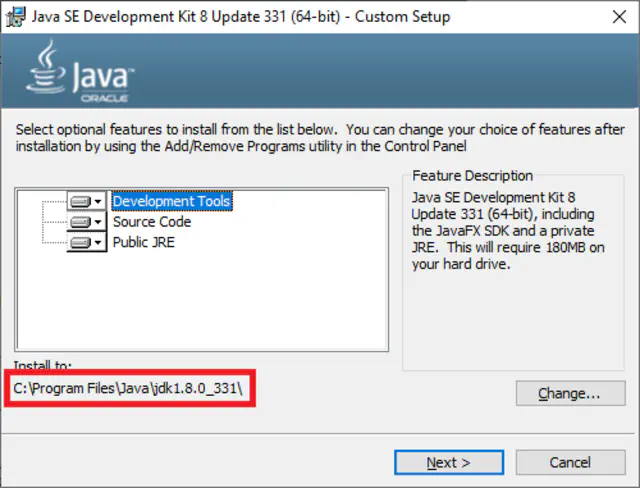 Java SE Development Kit 8 Update 331 (64-bit) - Custom Setup
Java™
ORACLE
Select optional features to install from the list below.  You can change your choice of features after
installation by using the Add/Remove Programs utility in the Control Panel
Development Tools
Source Code
Public JRE
Feature Description
Java SE Development Kit 8
Update 331 (64-bit), including
the JavaFX SDK and a private
JRE.  This will require 180MB on
your hard drive.
Install to:
C:\Program Files\Java\jdk1.8.0_331\
Change...
Next >
Cancel